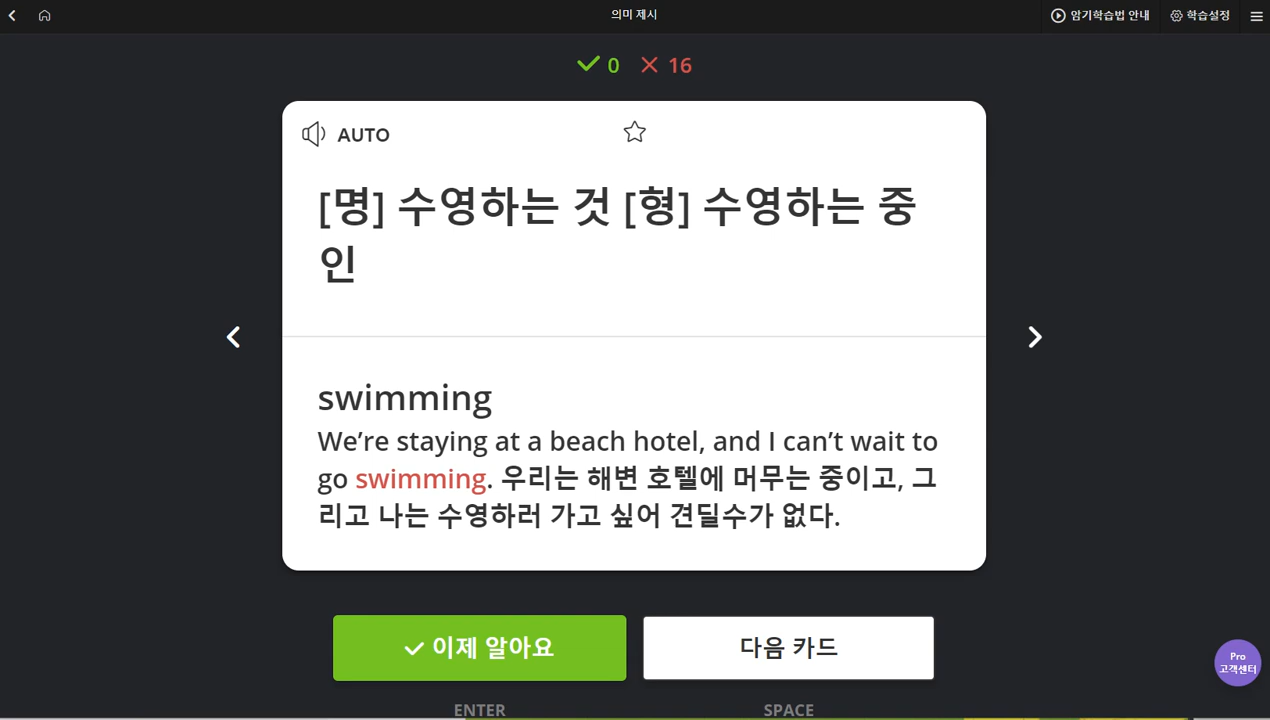 의미 제시
암기학습법 안내
학습설정
0 16
AUTO
[명] 수영하는 것 [형] 수영하는 중
인
swimming
We’re staying at a beach hotel, and I can’t wait to
go swimming. 우리는 해변 호텔에 머무는 중이고, 그
리고 나는 수영하러 가고 싶어 견딜수가 없다.
이제 알아요
다음 카드
ENTER
SPACE
Pro
고객센터